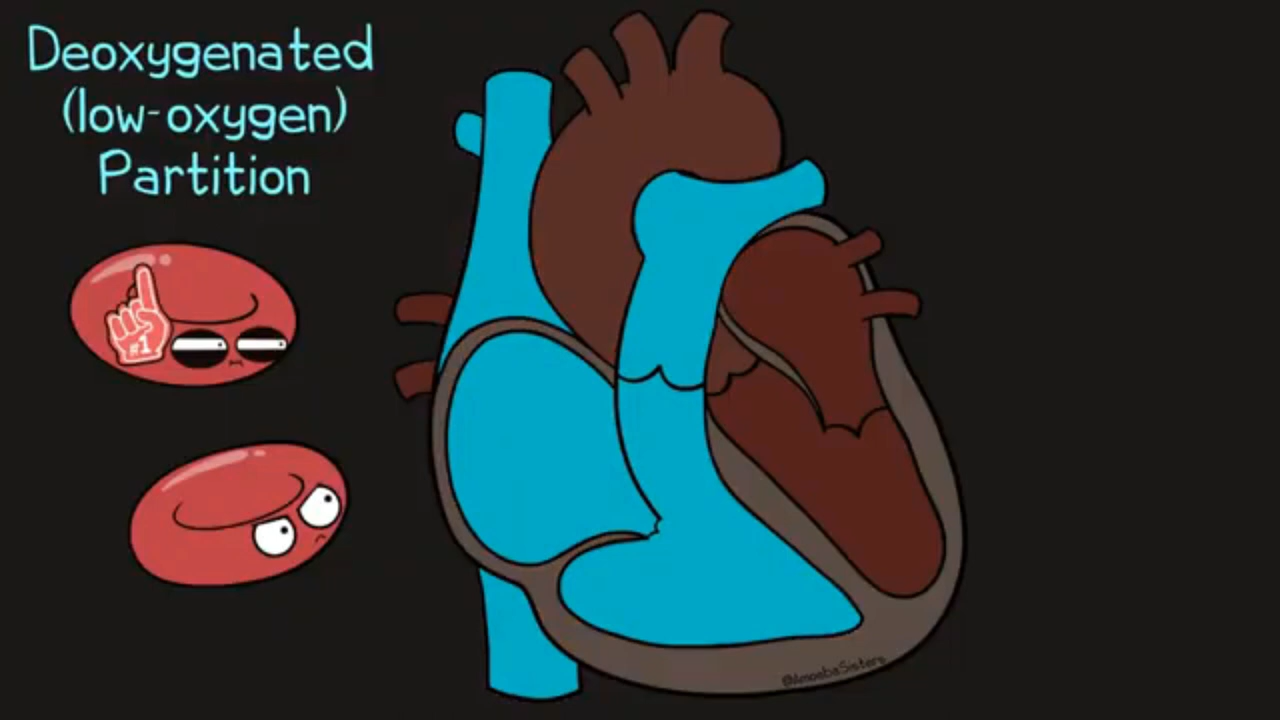 Deoxygenated
(low-oxygen)
Partition
#1
@AmoebaSisters